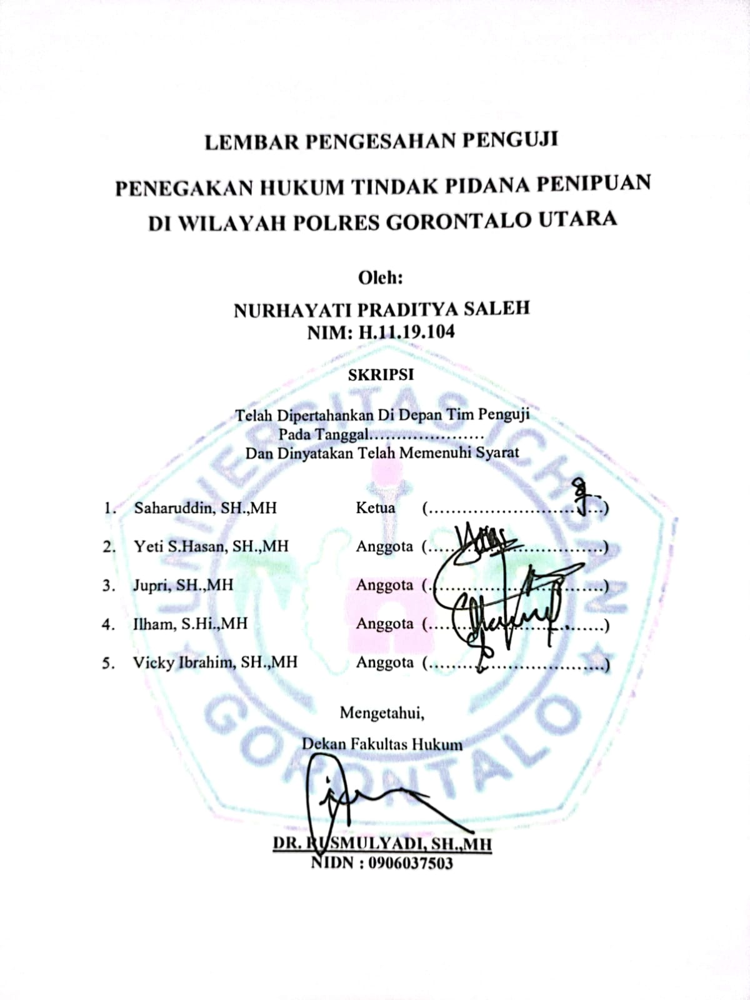 LEMBAR PENGESAHAN PENGUJI
PENEGAKAN HUKUM TINDAK PIDANA PENIPUAN
DI WILAYAH POLRES GORONTALO UTARA
Oleh:
NURHAYATI PRADITYA SALEH
NIM: H.11.19.104
SKRIPSI
UNIVERSITAS ICHSAN
Telah Dipertahankan Di Depan Tim Penguji
Pada Tanggal.....................
Dan Dinyatakan Telah Memenuhi Syarat
1. Saharuddin, SH.,MH Ketua (..............................)
2. Yeti S.Hasan, SH.,MH Anggota (..............................)
3. Jupri, SH.,MH Anggota (..............................)
4. Ilham, S.Hi.,MH Anggota (..............................)
5. Vicky Ibrahim, SH.,MH Anggota (..............................)
Mengetahui,
Dekan Fakultas Hukum
GORONTALO
DR. RUSMULYADI, SH.,MH
NIDN : 0906037503